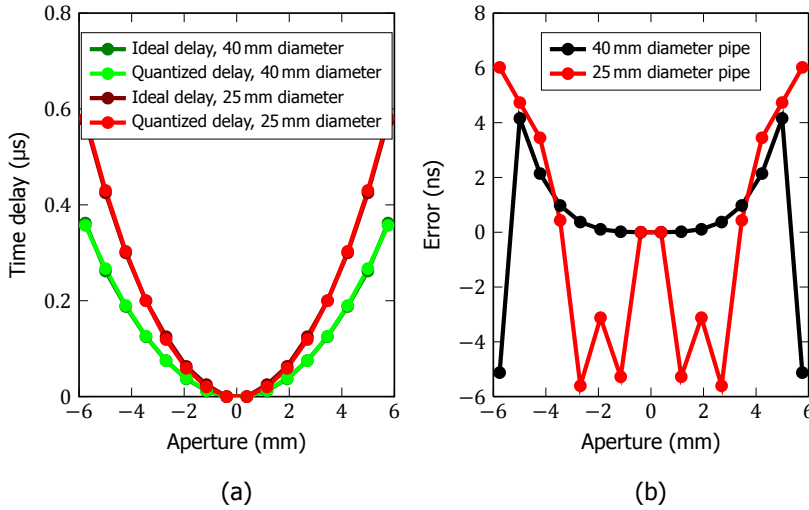 Ideal delay, 40 mm diameter
Quantized delay, 40 mm diameter
Ideal delay, 25 mm diameter
Quantized delay, 25 mm diameter
0.8
0.6
0.4
0.2
0
Time delay (µs)
−6 −4 −2 0 2 4 6
Aperture (mm)
(a)
40 mm diameter pipe
25 mm diameter pipe
8
6
4
2
0
−2
−4
−6
Error (ns)
−6 −4 −2 0 2 4 6
Aperture (mm)
(b)